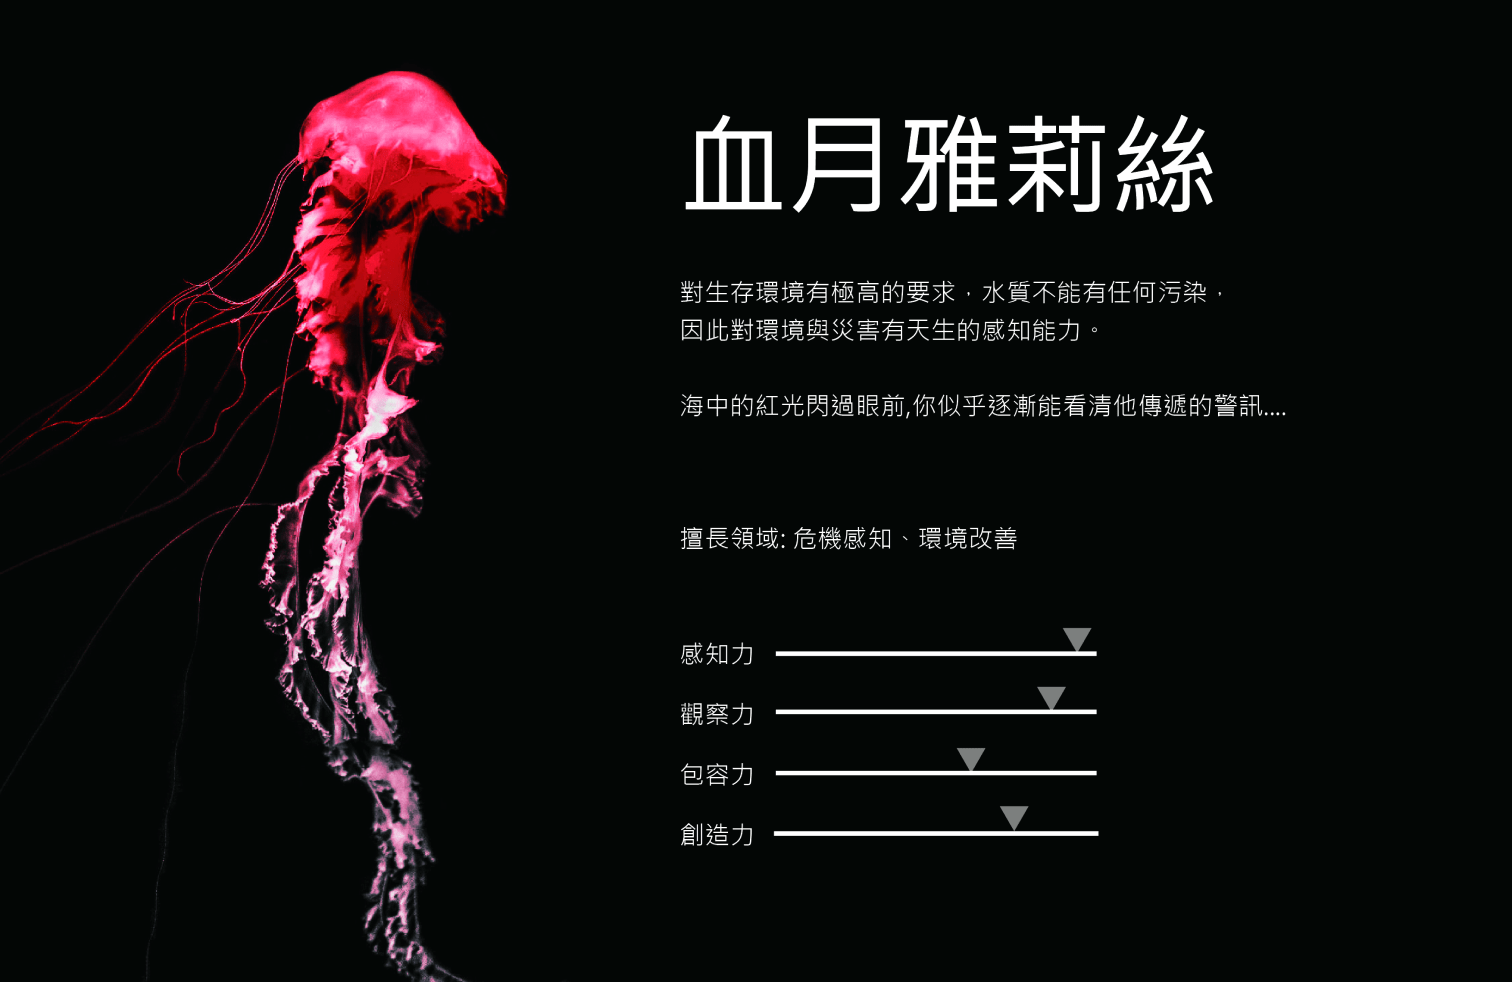 血月雅莉絲
對生存環境有極高的要求，水質不能有任何污染，
因此對環境與災害有天生的感知能力。
海中的紅光閃過眼前,你似乎逐漸能看清他傳遞的警訊....
擅長領域: 危機感知、環境改善
感知力
觀察力
包容力
創造力